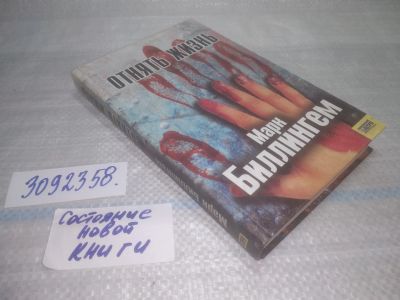 ОТНЯТЬ ЖИЗНЬ
Марк
Биллингем
3092358.
Состояние
новой
книги